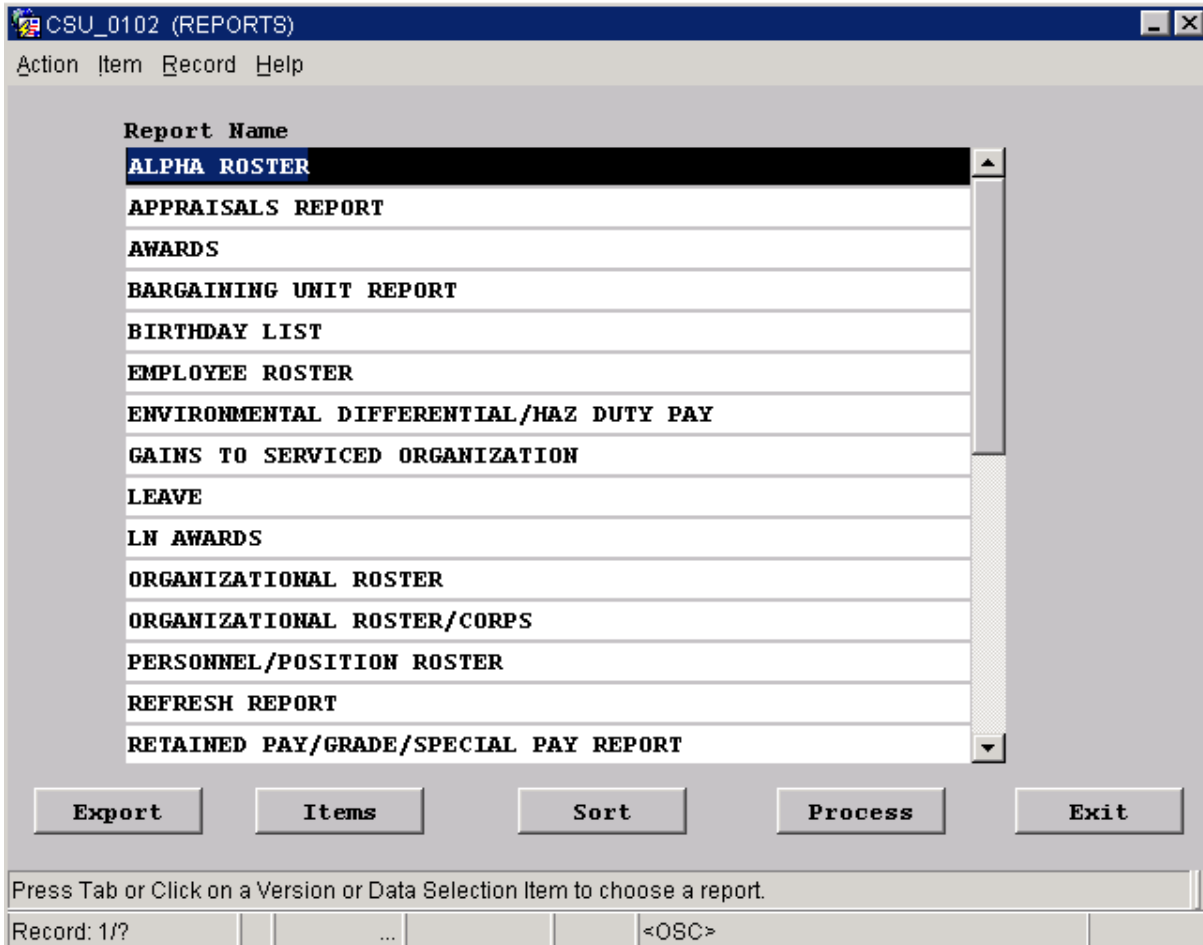 CSU_0102 (REPORTS)
Action Item Record Help
Report Name
ALPHA ROSTER
APPRAISALS REPORT
AWARDS
BARGAINING UNIT REPORT
BIRTHDAY LIST
EMPLOYEE ROSTER
ENVIRONMENTAL DIFFERENTIAL/HAZ DUTY PAY
GAINS TO SERVICED ORGANIZATION
LEAVE
LN AWARDS
ORGANIZATIONAL ROSTER
ORGANIZATIONAL ROSTER/CORPS
PERSONNEL/POSITION ROSTER
REFRESH REPORT
RETAINED PAY/GRADE/SPECIAL PAY REPORT
Export Items Sort Process Exit
Press Tab or Click on a Version or Data Selection Item to choose a report.
Record: 1/? ... <OSC>